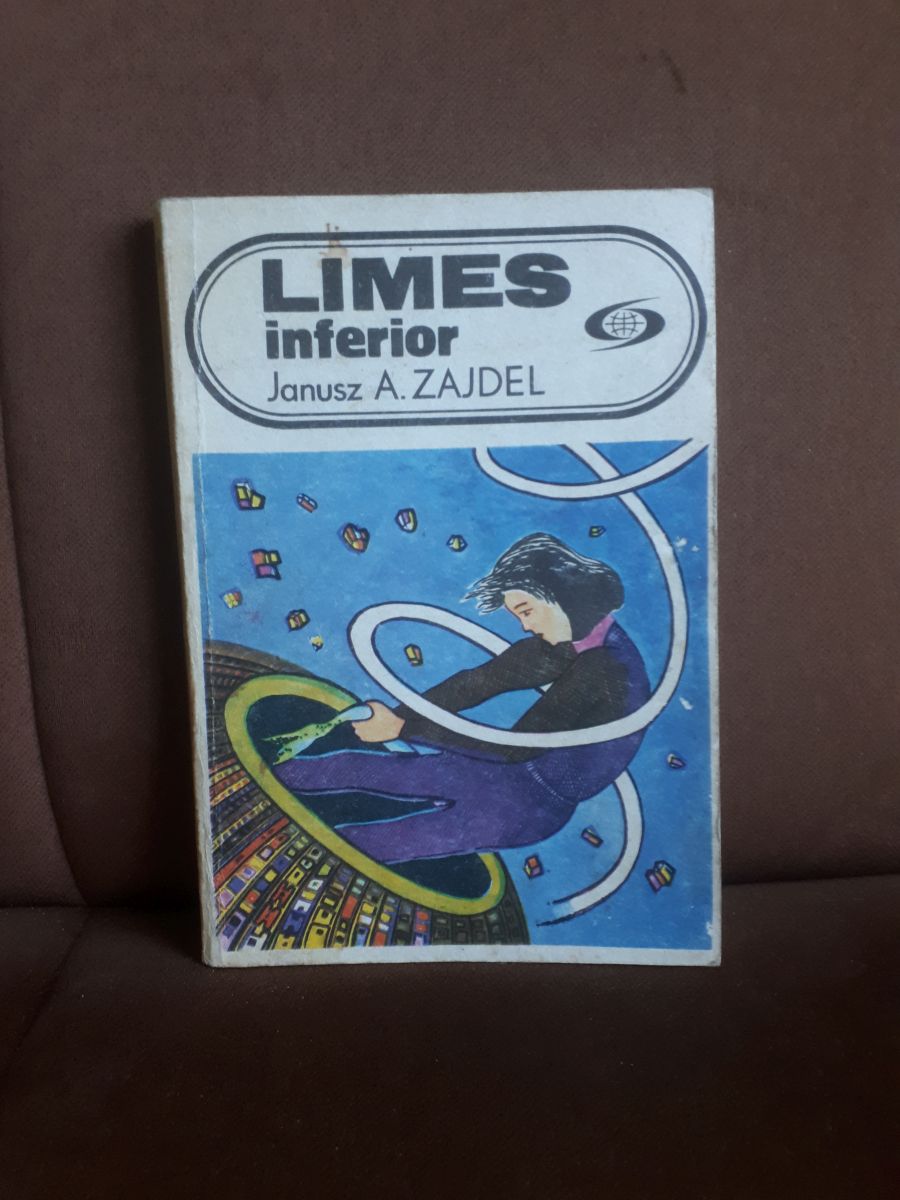 LIMES
inferior
Janusz A. ZAJDEL